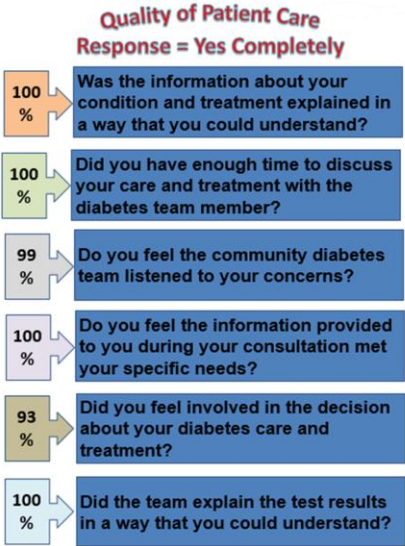 Quality of Patient Care
Response = Yes Completely
100
%
Was the information about your
condition and treatment explained in
a way that you could understand?
100
%
Did you have enough time to discuss
your care and treatment with the
diabetes team member?
99
%
Do you feel the community diabetes
team listened to your concerns?
100
%
Do you feel the information provided
to you during your consultation met
your specific needs?
93
%
Did you feel involved in the decision
about your diabetes care and
treatment?
100
%
Did the team explain the test results
in a way that you could understand?